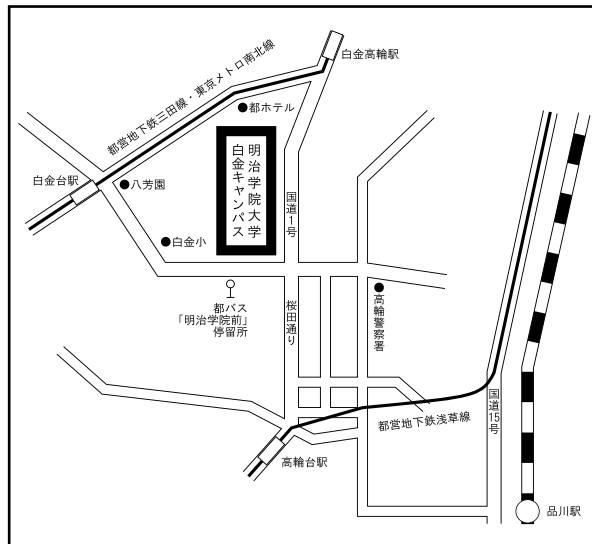 白金高輪駅
都営地下鉄三田線・東京メトロ南北線
都ホテル
明治学院大学
白金キャンパス
白金台駅
八芳園
国道1号
白金小
都バス
「明治学院前」
停留所
桜田通り
高輪警察署
国道15号
都営地下鉄浅草線
高輪台駅
品川駅